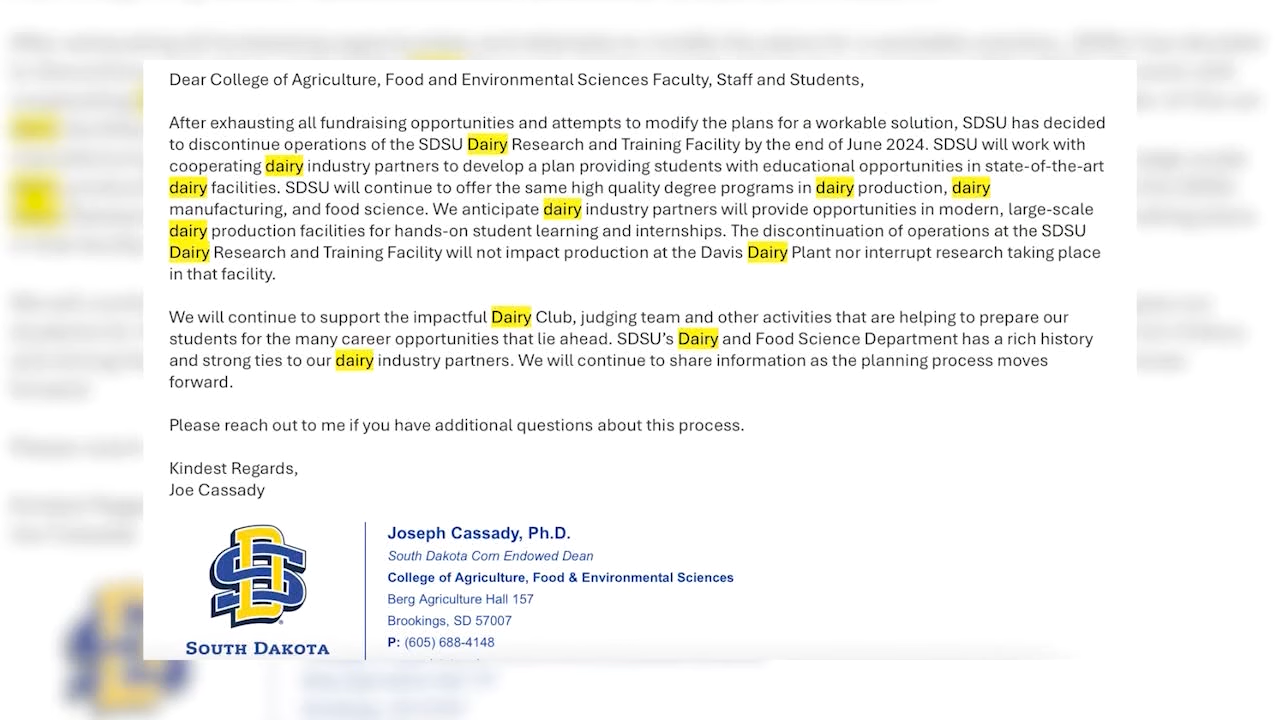 Dear College of Agriculture, Food and Environmental Sciences Faculty, Staff and Students,
After exhausting all fundraising opportunities and attempts to modify the plans for a workable solution, SDSU has decided
to discontinue operations of the SDSU Dairy Research and Training Facility by the end of June 2024. SDSU will work with
cooperating dairy industry partners to develop a plan providing students with educational opportunities in state-of-the-art
dairy facilities. SDSU will continue to offer the same high quality degree programs in dairy production, dairy
manufacturing, and food science. We anticipate dairy industry partners will provide opportunities in modern, large-scale
dairy production facilities for hands-on student learning and internships. The discontinuation of operations at the SDSU
Dairy Research and Training Facility will not impact production at the Davis Dairy Plant nor interrupt research taking place
in that facility.
We will continue to support the impactful Dairy Club, judging team and other activities that are helping to prepare our
students for the many career opportunities that lie ahead. SDSU's Dairy and Food Science Department has a rich history
and strong ties to our dairy industry partners. We will continue to share information as the planning process moves
forward.
Please reach out to me if you have additional questions about this process.
Kindest Regards,
Joe Cassady
SD
SOUTH DAKOTA
Joseph Cassady, Ph.D.
South Dakota Corn Endowed Dean
College of Agriculture, Food & Environmental Sciences
Berg Agriculture Hall 157
Brookings, SD 57007
P: (605) 688-4148